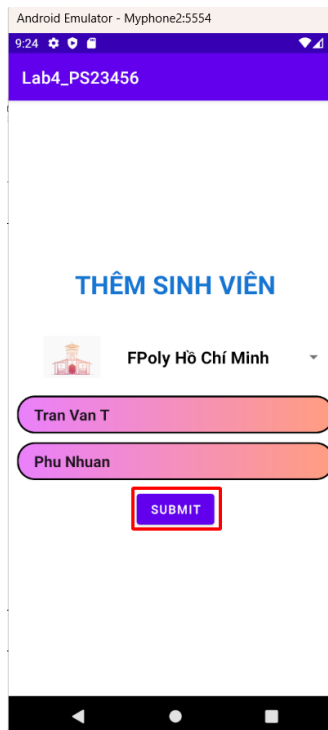 Android Emulator - Myphone2:5554
9:24
Lab4_PS23456
THÊM SINH VIÊN
FPoly Hồ Chí Minh
Tran Van T
Phu Nhuan
SUBMIT